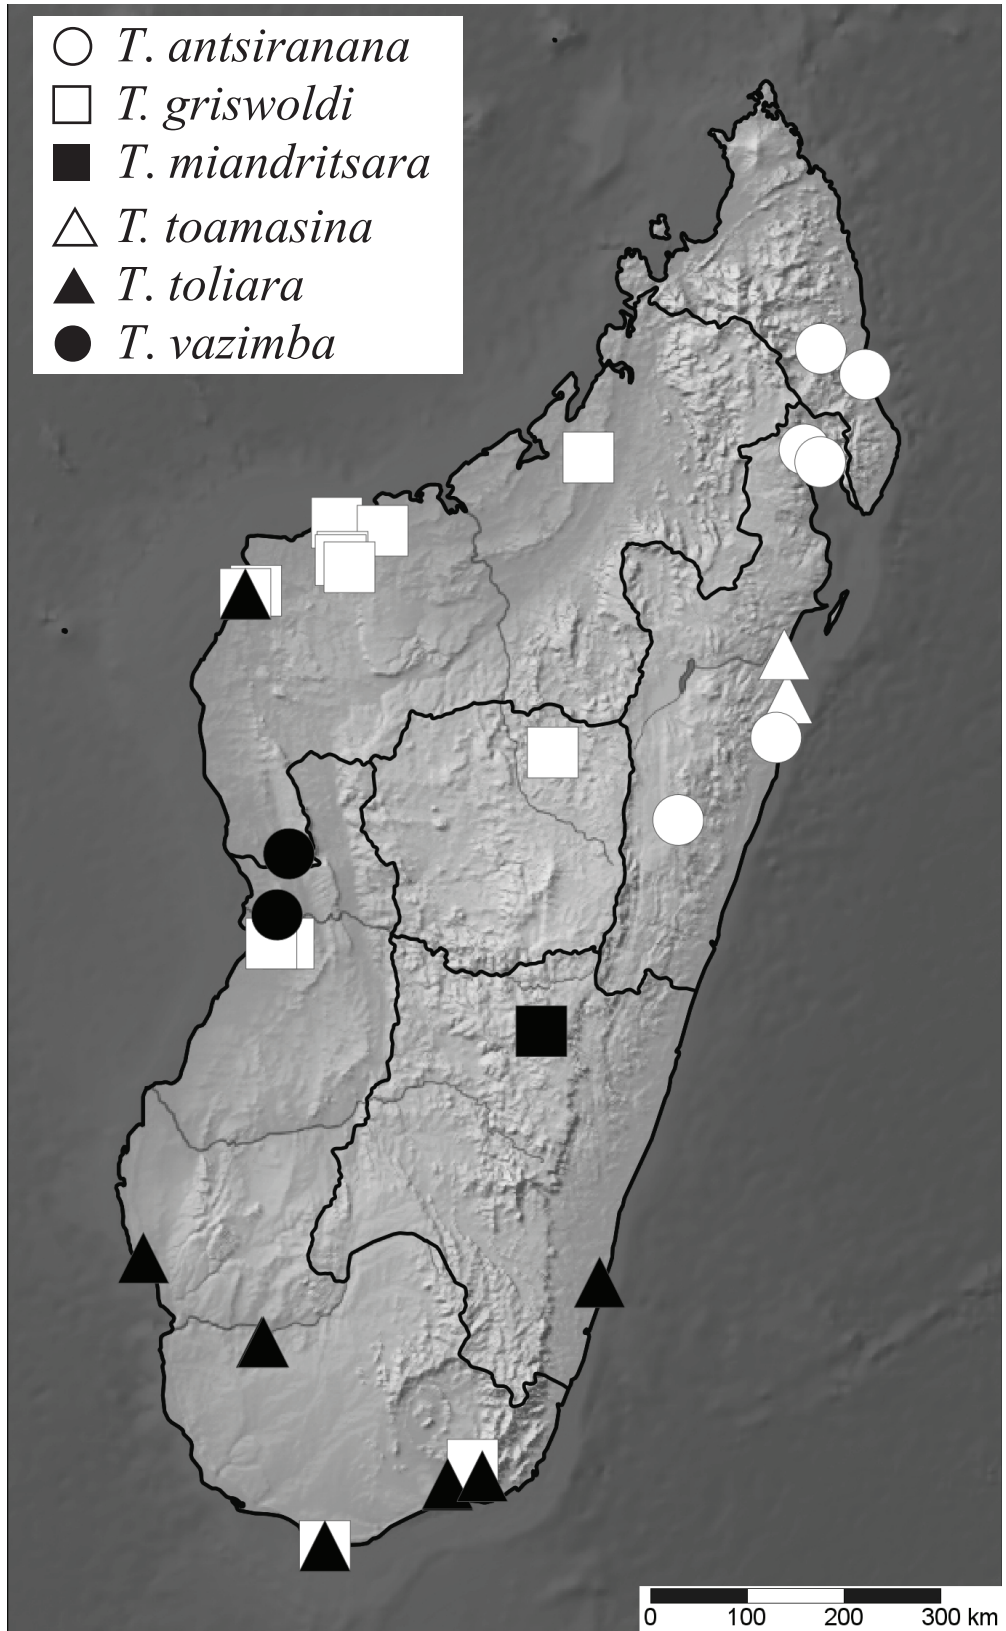 T. antsiranana
T. griswoldi
T. miandritsara
T. toamasina
T. toliara
T. vazimba
0 100 200 300 km